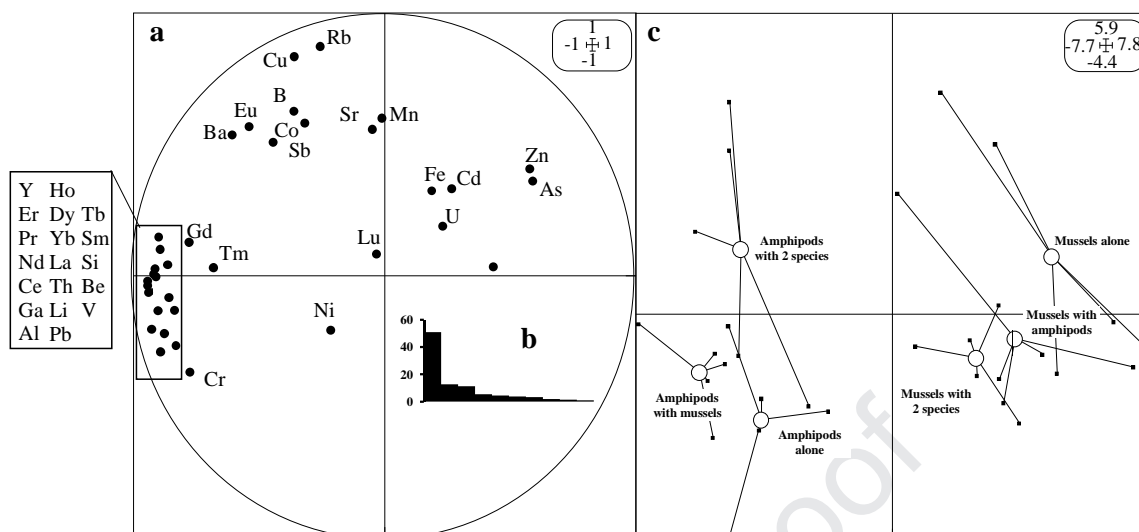 a
Rb
Cu
1
-1 1
-1
B
Eu
Co
Sr
Mn
Ba
Sb
Zn
Fe
Cd
As
U
Y Ho
Er Dy Tb
Pr Yb Sm
Nd La Si
Ce Th Be
Ga Li V
Al Pb
Gd
Tm
Lu
Ni
Cr
60
40
20
0
b
c
5.9
-7.7 7.8
-4.4
Amphipods
with 2 species
Mussels alone
Mussels with
amphipods
Amphipods
with mussels
Mussels with
2 species
Amphipods
alone
oof